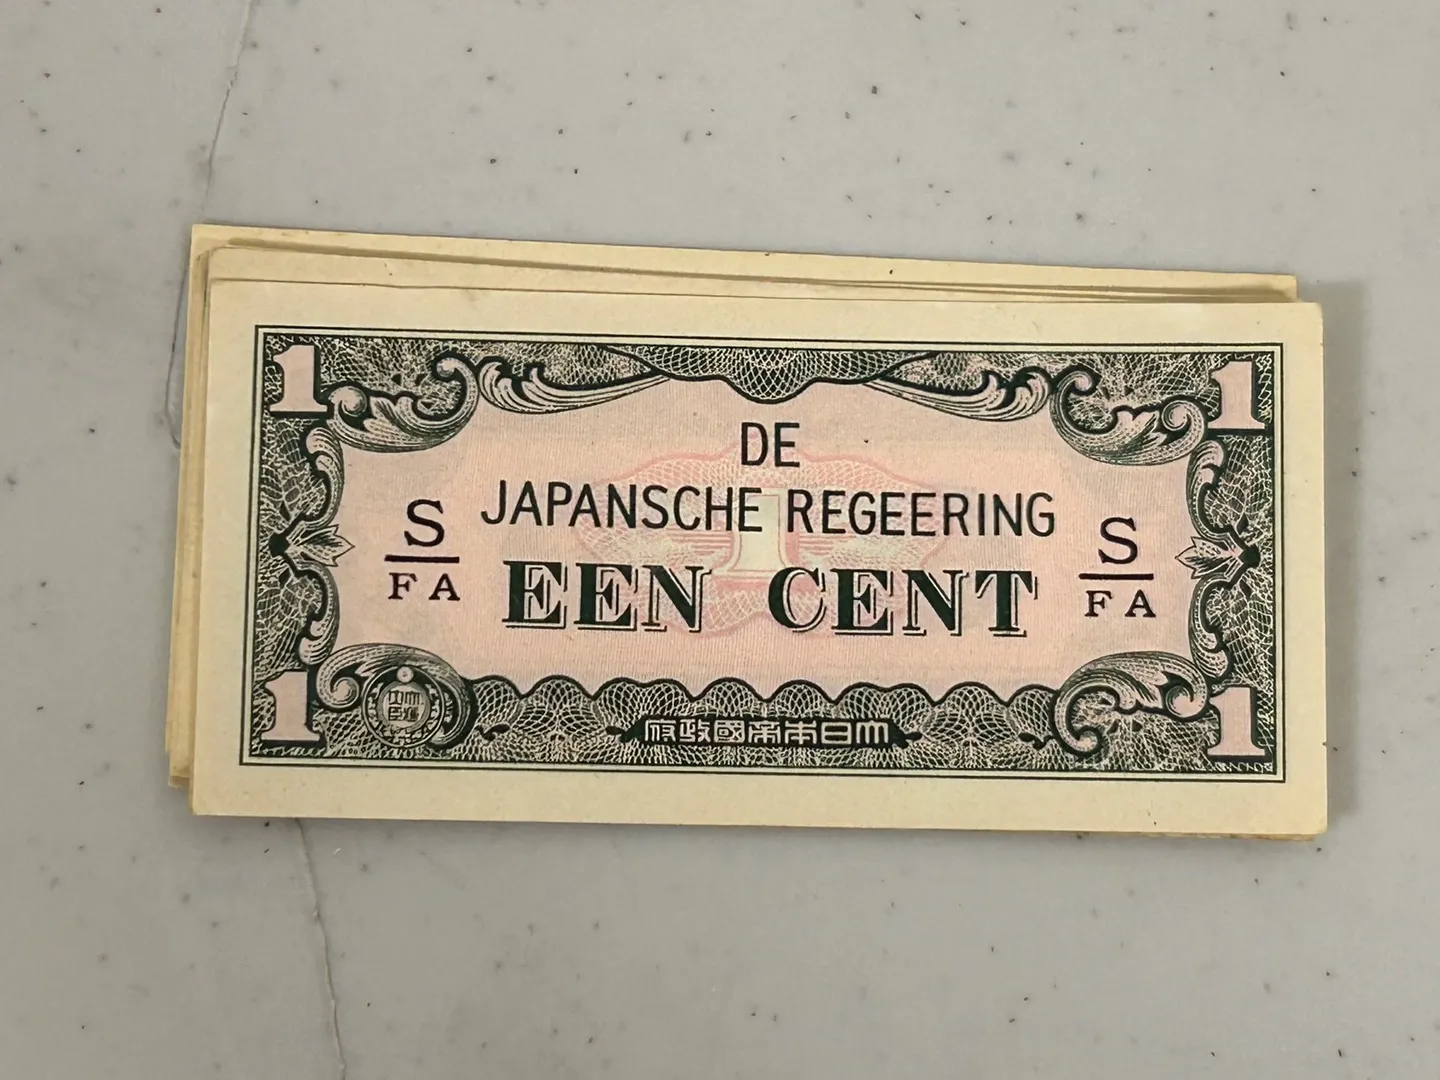 1 1
DE
JAPANSCHE REGEERING
S S
FA FA
EEN CENT
府政國帝本日大
1 1